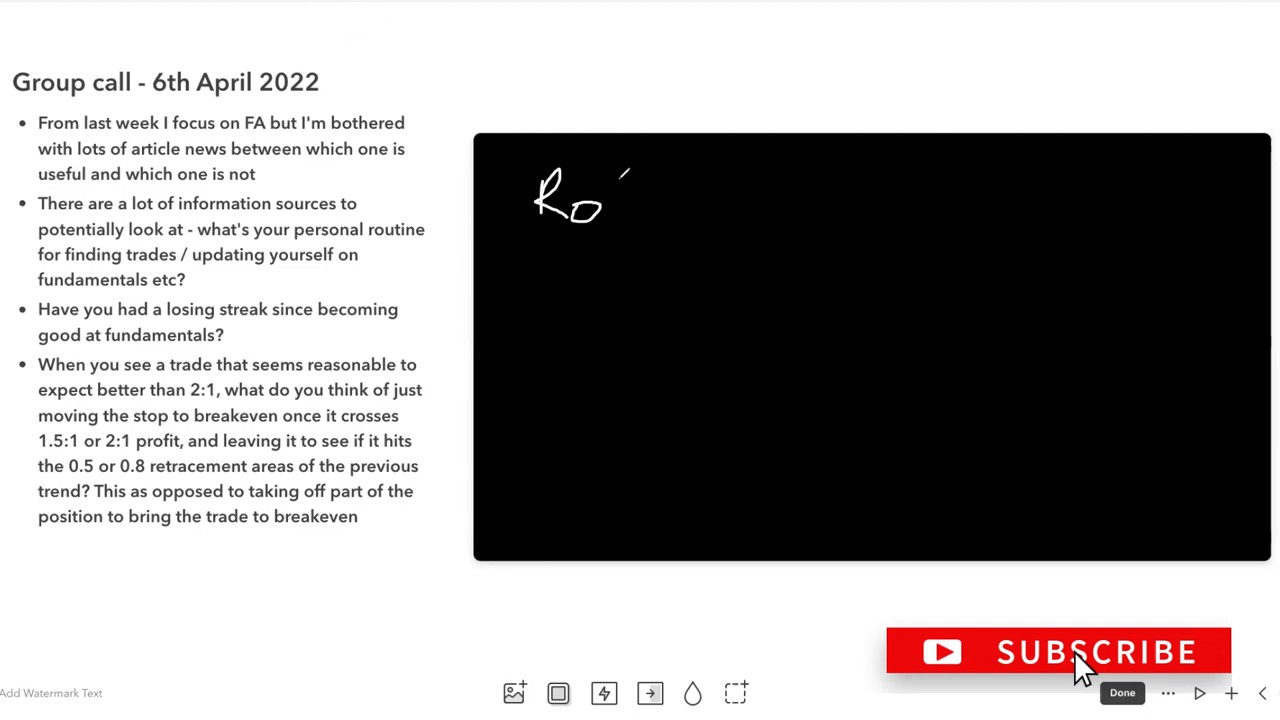 Group call - 6th April 2022
• From last week I focus on FA but I'm bothered
with lots of article news between which one is
useful and which one is not
• There are a lot of information sources to
potentially look at - what's your personal routine
for finding trades / updating yourself on
fundamentals etc?
• Have you had a losing streak since becoming
good at fundamentals?
• When you see a trade that seems reasonable to
expect better than 2:1, what do you think of just
moving the stop to breakeven once it crosses
1.5:1 or 2:1 profit, and leaving it to see if it hits
the 0.5 or 0.8 retracement areas of the previous
trend? This as opposed to taking off part of the
position to bring the trade to breakeven
Ro
SUBSCRIBE
Add Watermark Text
Done